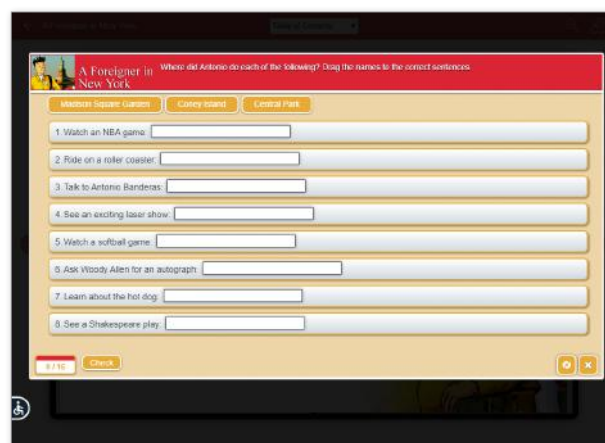 Table of Contents
A Foreigner in
New York
Where did Antonio do each of the following? Drag the names to the correct sentences.
Madison Square Garden
Coney Island
Central Park
1. Watch an NBA game:
2. Ride on a roller coaster:
3. Talk to Antonio Banderas:
4. See an exciting laser show:
5. Watch a softball game:
6. Ask Woody Allen for an autograph:
7. Learn about the hot dog:
8. See a Shakespeare play:
Check